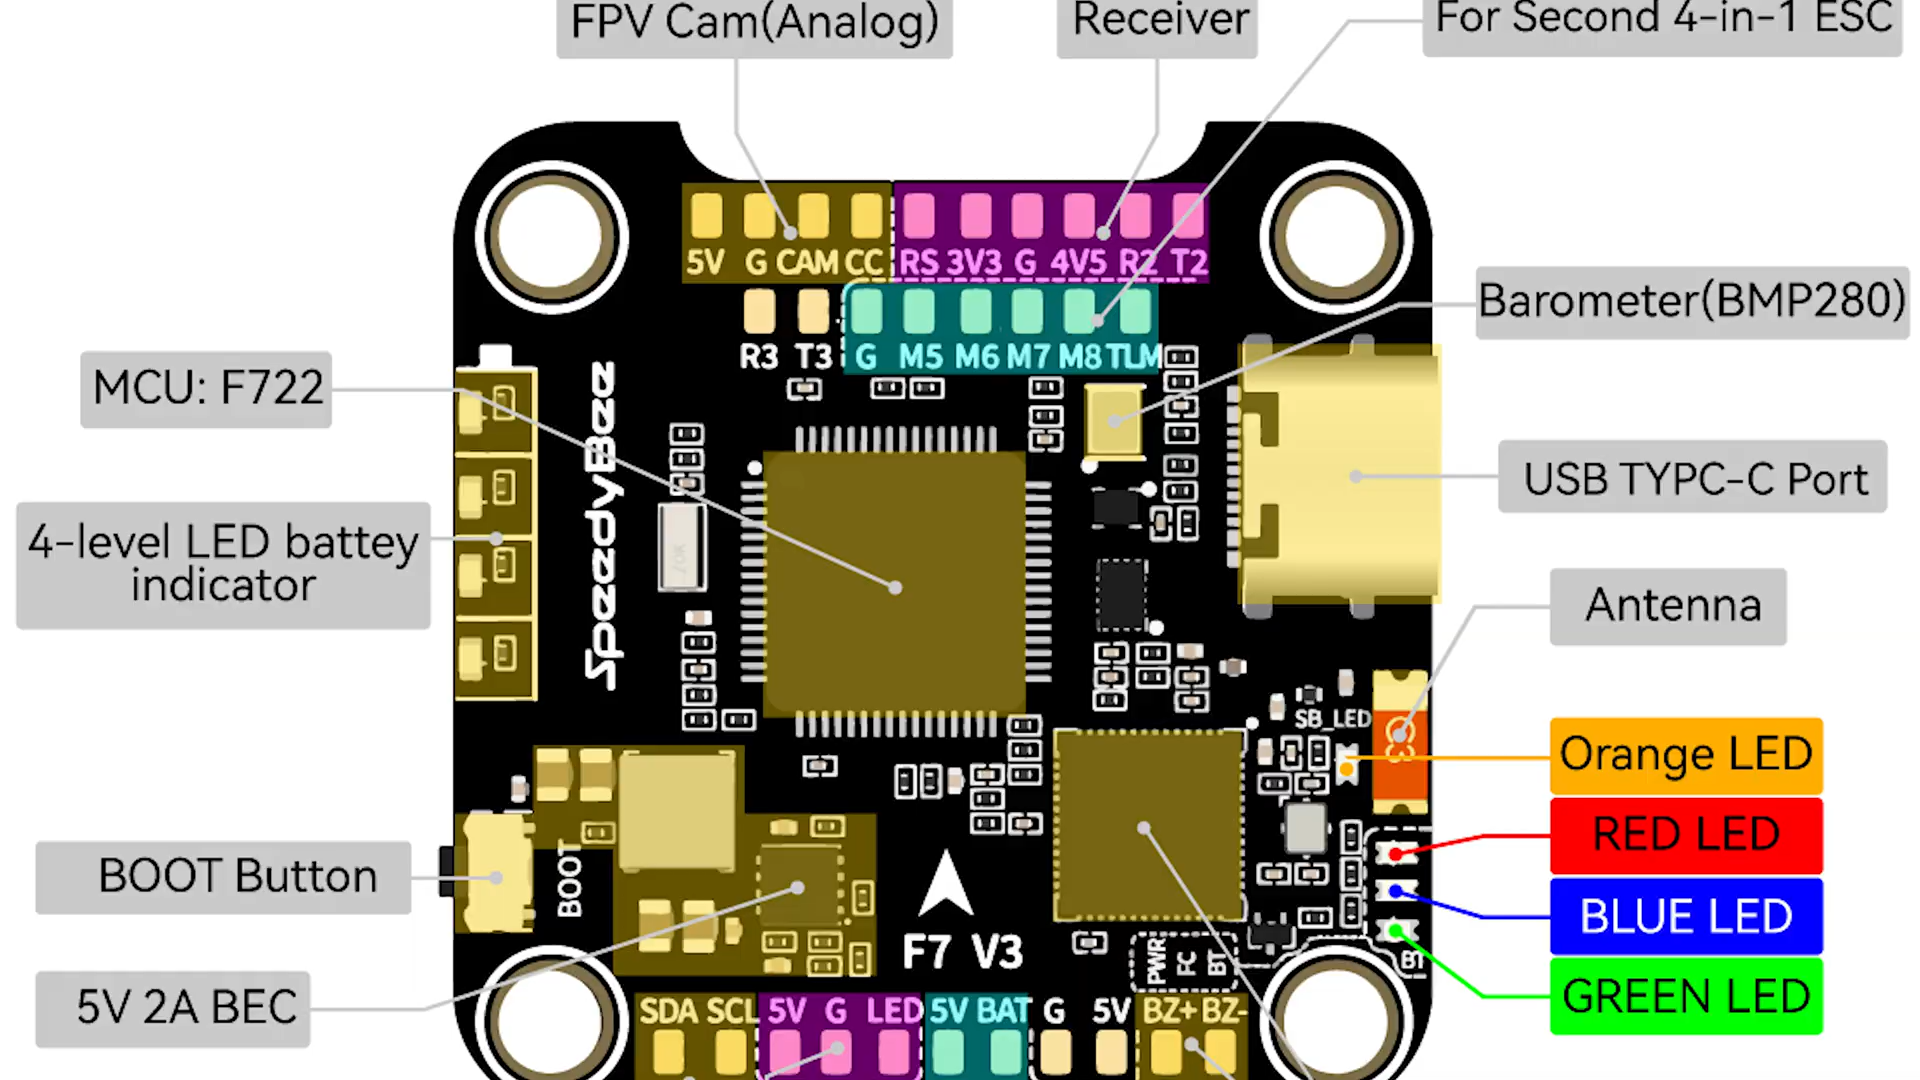 FPV Cam(Analog)
Receiver
For Second 4-in-1 ESC
5V G CAM CC RS 3V3 G 4V5 R2 T2
Barometer(BMP280)
R3 T3 G M5 M6 M7 M8 TLM
MCU: F722
SpeedyBee
USB TYPC-C Port
4-level LED battey
indicator
Antenna
SB_LED
Orange LED
RED LED
BOOT Button
BOOT
BLUE LED
F7 V3
PWR
FC
BT
BT
GREEN LED
5V 2A BEC
SDA SCL 5V G LED 5V BAT G 5V BZ+ BZ-